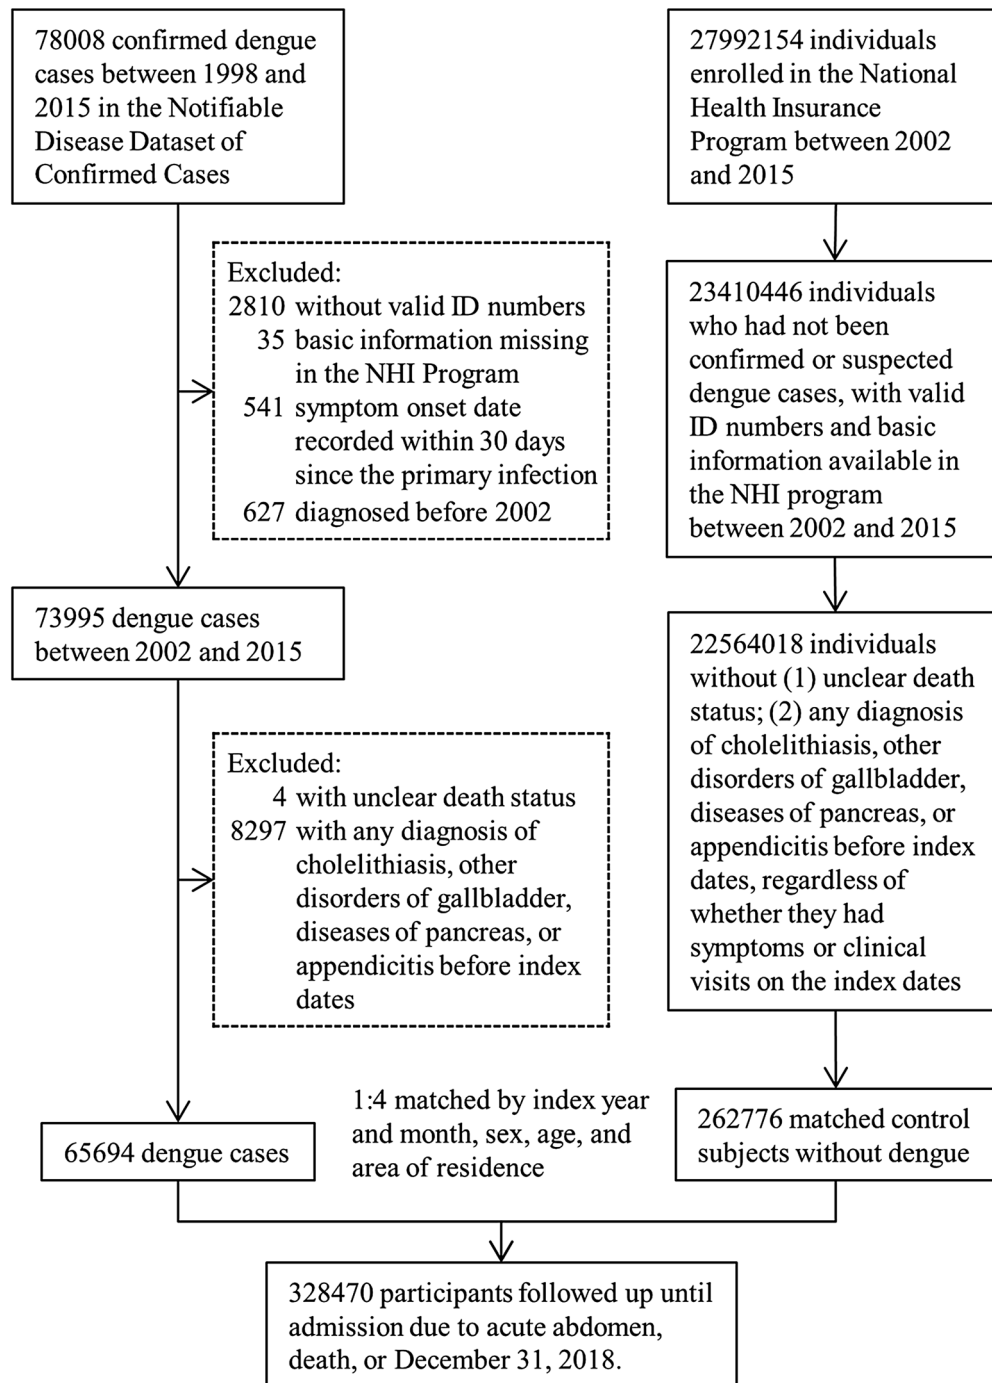 78008 confirmed dengue
cases between 1998 and
2015 in the Notifiable
Disease Dataset of
Confirmed Cases
27992154 individuals
enrolled in the National
Health Insurance
Program between 2002
and 2015
Excluded:
2810 without valid ID numbers
35 basic information missing
in the NHI Program
541 symptom onset date
recorded within 30 days
since the primary infection
627 diagnosed before 2002
23410446 individuals
who had not been
confirmed or suspected
dengue cases, with valid
ID numbers and basic
information available in
the NHI program
between 2002 and 2015
73995 dengue cases
between 2002 and 2015
Excluded:
4 with unclear death status
8297 with any diagnosis of
cholelithiasis, other
disorders of gallbladder,
diseases of pancreas, or
appendicitis before index
dates
22564018 individuals
without (1) unclear death
status; (2) any diagnosis
of cholelithiasis, other
disorders of gallbladder,
diseases of pancreas, or
appendicitis before index
dates, regardless of
whether they had
symptoms or clinical
visits on the index dates
65694 dengue cases
1:4 matched by index year
and month, sex, age, and
area of residence
262776 matched control
subjects without dengue
328470 participants followed up until
admission due to acute abdomen,
death, or December 31, 2018.